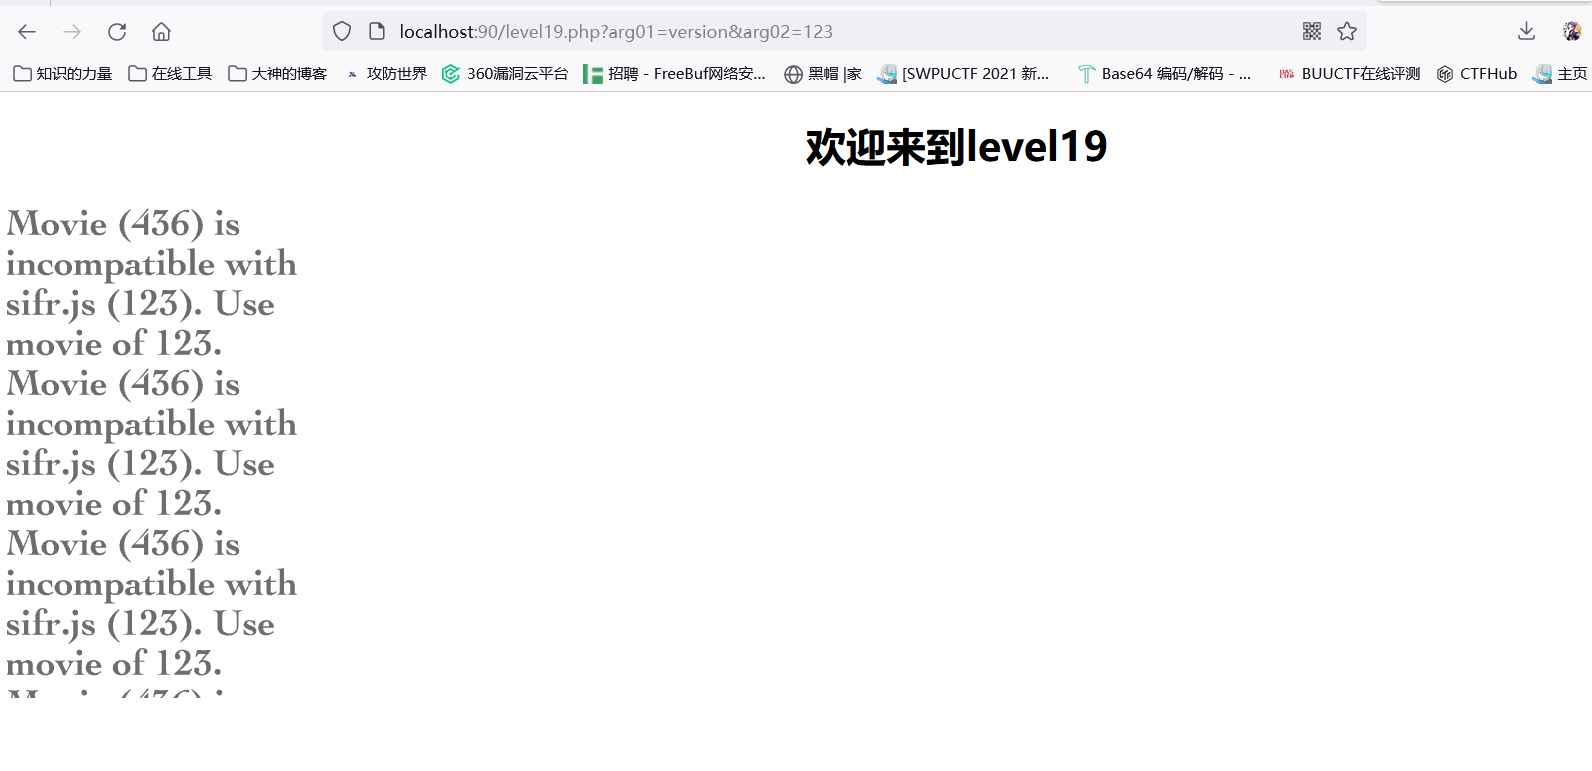 localhost:90/level19.php?arg01=version&arg02=123
知识的力量 在线工具 大神的博客 攻防世界 360漏洞云平台 招聘 - FreeBuf网络安... 黑帽 |家 [SWPUCTF 2021 新... Base64 编码/解码 - ... BUUCTF在线评测 CTFHub 主页
欢迎来到level19
Movie (436) is
incompatible with
sifr.js (123). Use
movie of 123.
Movie (436) is
incompatible with
sifr.js (123). Use
movie of 123.
Movie (436) is
incompatible with
sifr.js (123). Use
movie of 123.